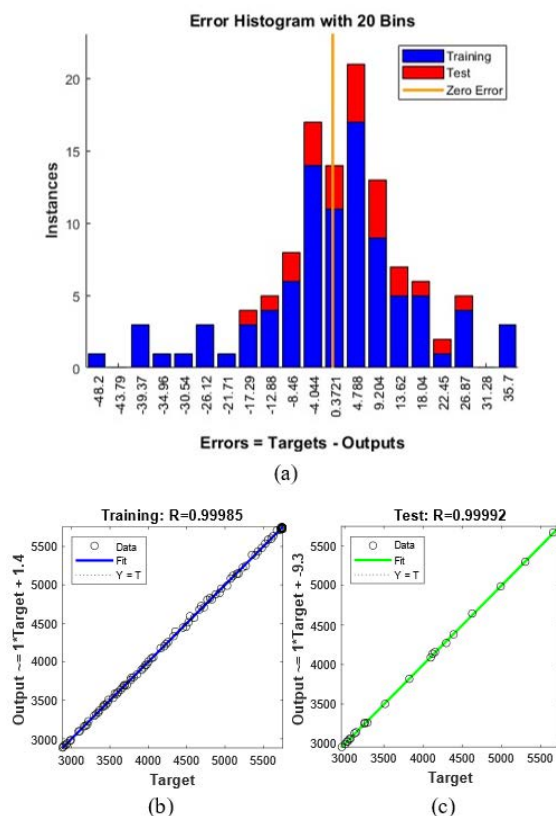 Error Histogram with 20 Bins
Training
Test
Zero Error
Instances
20
15
10
5
0
-48.2
-43.79
-39.37
-34.96
-30.54
-26.12
-21.71
-17.29
-12.88
-8.46
-4.044
0.3721
4.788
9.204
13.62
18.04
22.45
26.87
31.28
35.7
Errors = Targets - Outputs
(a)
Training: R=0.99985
Data
Fit
Y = T
Output ~= 1*Target + 1.4
5500
5000
4500
4000
3500
3000
3000 3500 4000 4500 5000 5500
Target
(b)
Test: R=0.99992
Data
Fit
Y = T
Output ~= 1*Target + -9.3
5500
5000
4500
4000
3500
3000
3000 3500 4000 4500 5000 5500
Target
(c)